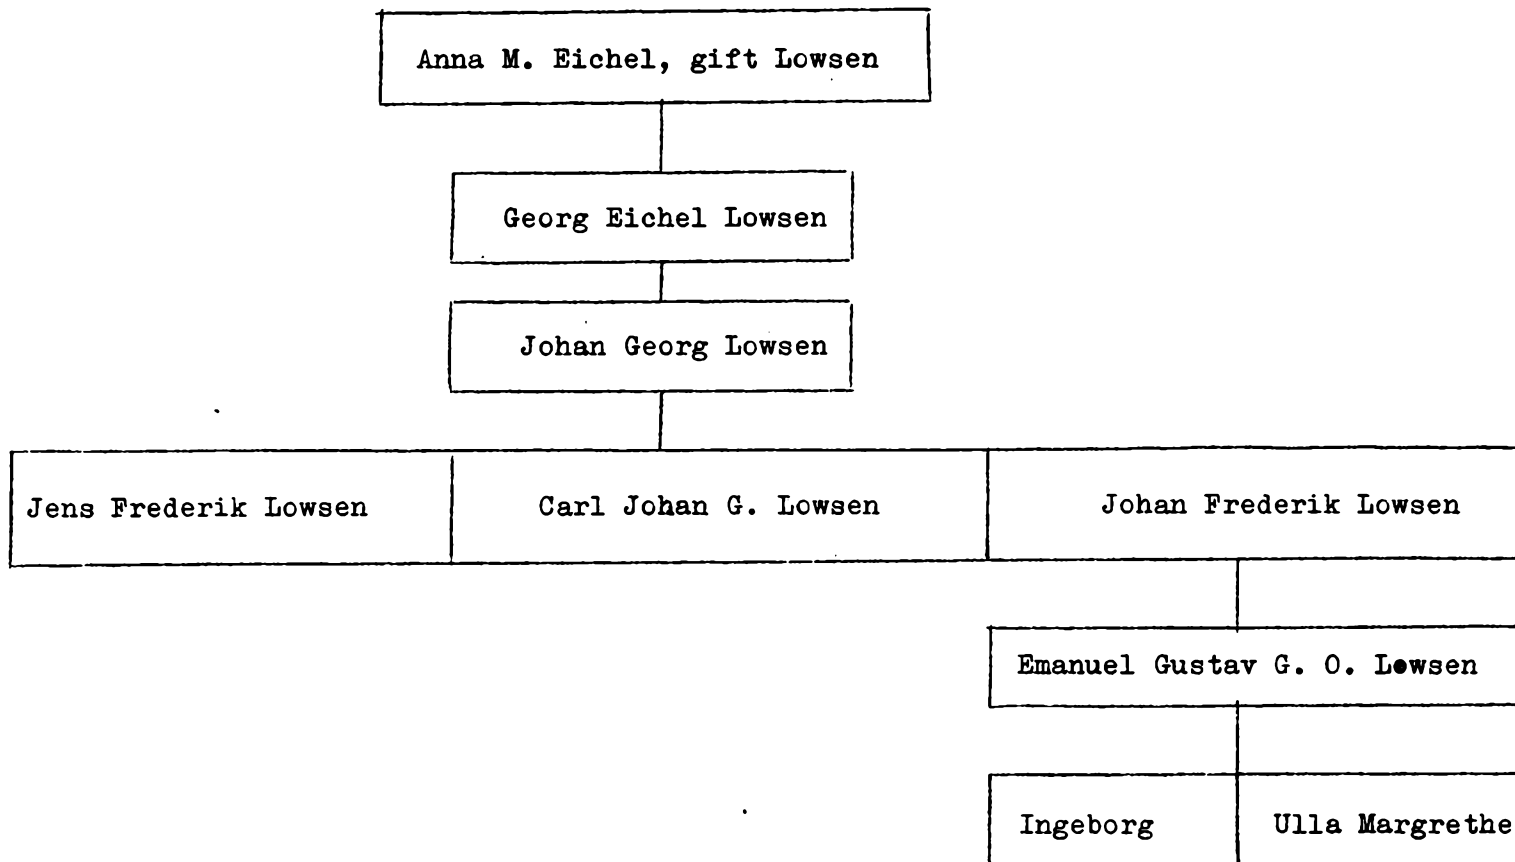 Anna M. Eichel, gift Lowsen
Georg Eichel Lowsen
Johan Georg Lowsen
Jens Frederik Lowsen
Carl Johan G. Lowsen
Johan Frederik Lowsen
Emanuel Gustav G. O. Lowsen
Ingeborg
Ulla Margrethe